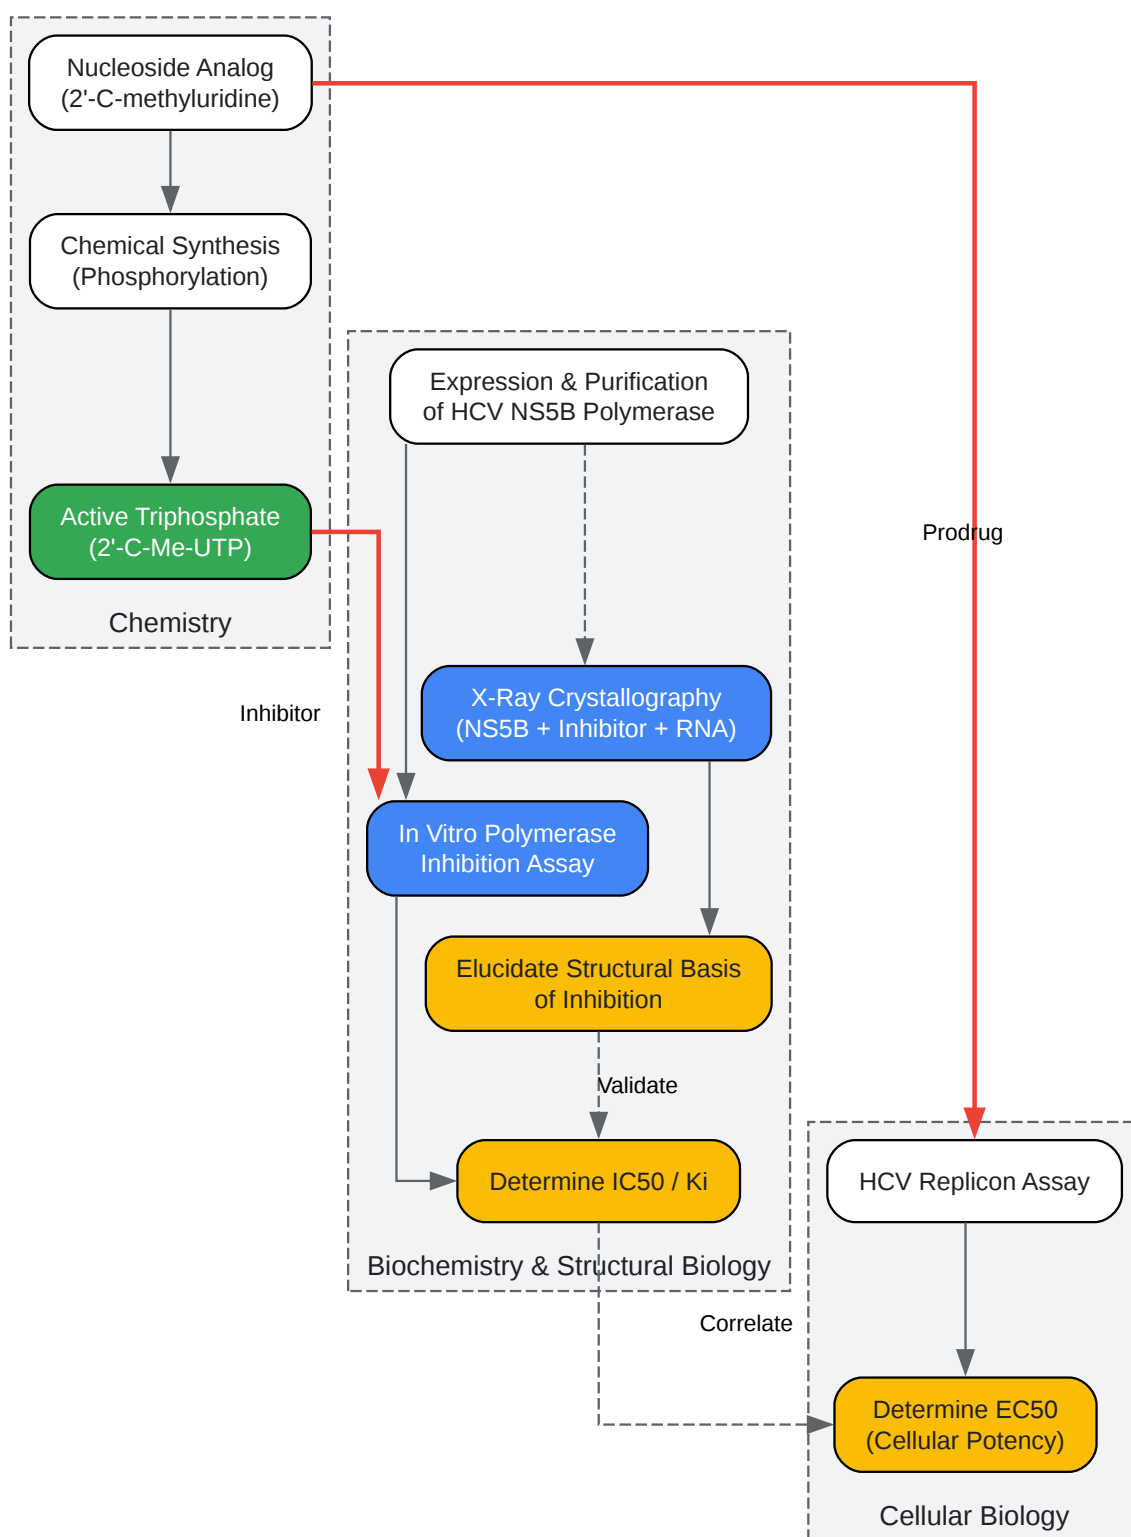 Nucleoside Analog
(2'-C-methyluridine)
Chemical Synthesis
(Phosphorylation)
Active Triphosphate
(2'-C-Me-UTP)
Chemistry
Expression & Purification
of HCV NS5B Polymerase
Prodrug
X-Ray Crystallography
(NS5B + Inhibitor + RNA)
Inhibitor
In Vitro Polymerase
Inhibition Assay
Elucidate Structural Basis
of Inhibition
Validate
Determine IC50 / Ki
Biochemistry & Structural Biology
HCV Replicon Assay
Correlate
Determine EC50
(Cellular Potency)
Cellular Biology